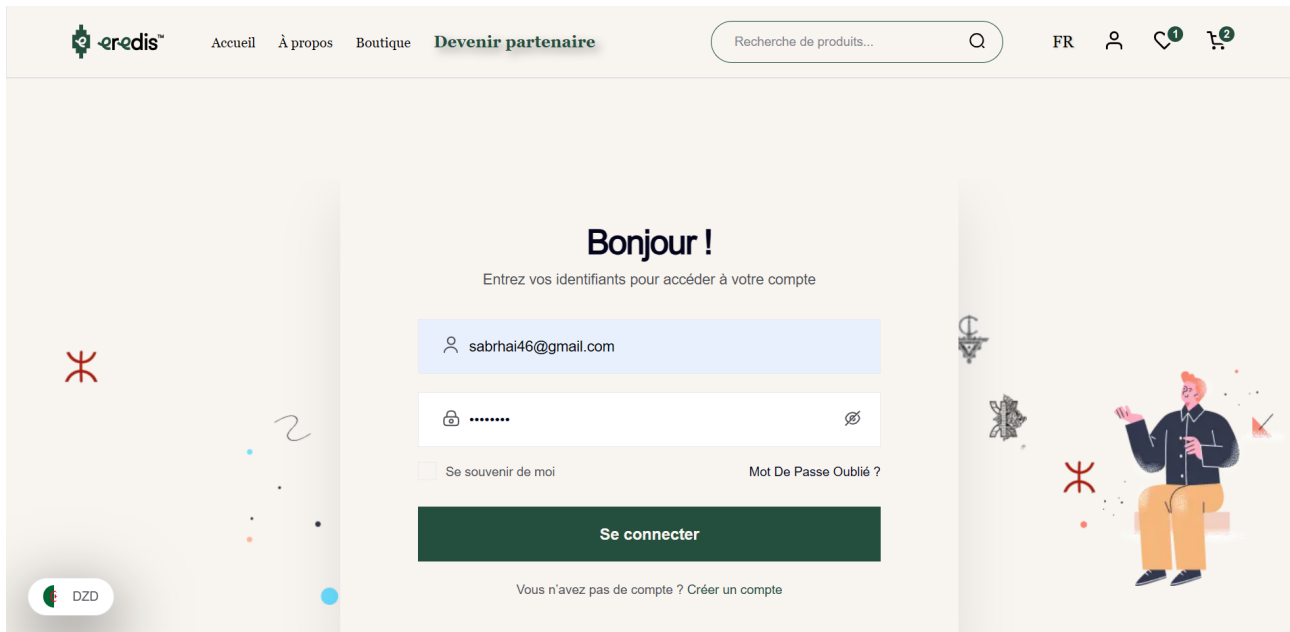 eredis™
Accueil À propos Boutique Devenir partenaire
Recherche de produits...
FR
1
2
Bonjour !
Entrez vos identifiants pour accéder à votre compte
sabrhai46@gmail.com
••••••••
Se souvenir de moi
Mot De Passe Oublié ?
Se connecter
Vous n'avez pas de compte ? Créer un compte
DZD